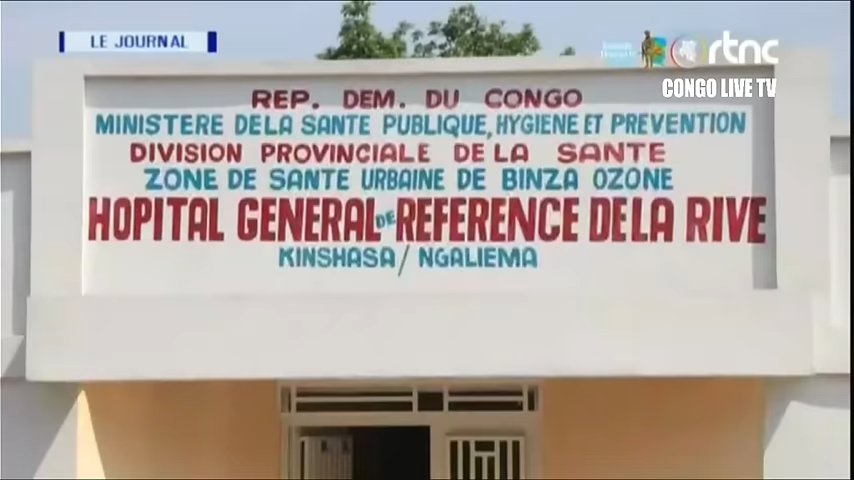 LE JOURNAL
rtnc
CONGO LIVE TV
REP. DEM. DU CONGO
MINISTERE DELA SANTE PUBLIQUE, HYGIENE ET PREVENTION
DIVISION PROVINCIALE DE LA SANTE
ZONE DE SANTE URBAINE DE BINZA OZONE
HOPITAL GENERAL DE REFERENCE DELA RIVE
KINSHASA / NGALIEMA